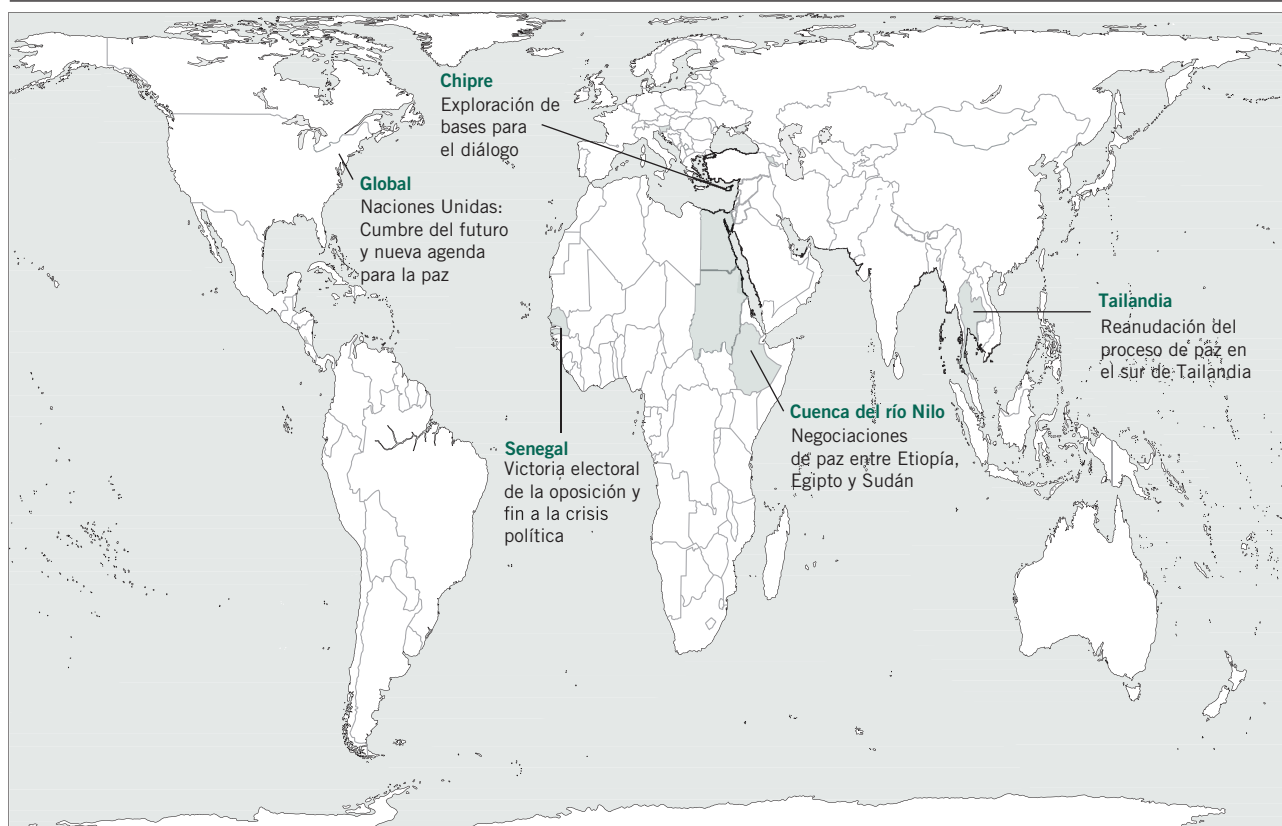 Chipre
Exploración de
bases para
el diálogo
Global
Naciones Unidas:
Cumbre del futuro
y nueva agenda
para la paz
Tailandia
Reanudación del
proceso de paz en
el sur de Tailandia
Cuenca del río Nilo
Negociaciones
de paz entre Etiopía,
Egipto y Sudán
Senegal
Victoria electoral
de la oposición y
fin a la crisis
política